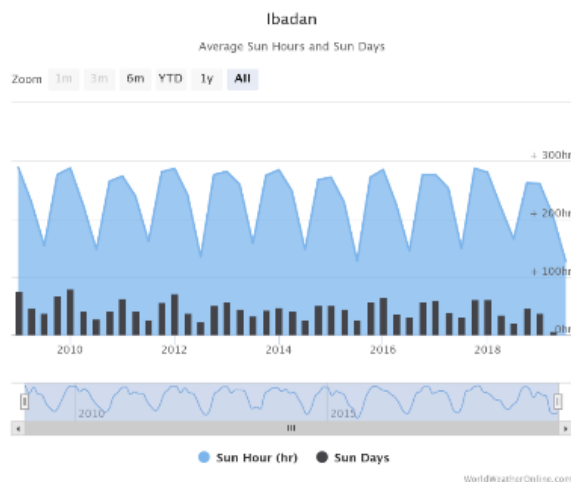 Ibadan
Average Sun Hours and Sun Days
Zoom 1m 3m 6m YTD 1y All
+ 300hr
+ 200hr
+ 100hr
0hr
2010 2012 2014 2016 2018
2010 2015
Sun Hour (hr) Sun Days
WorldWeatherOnline.com